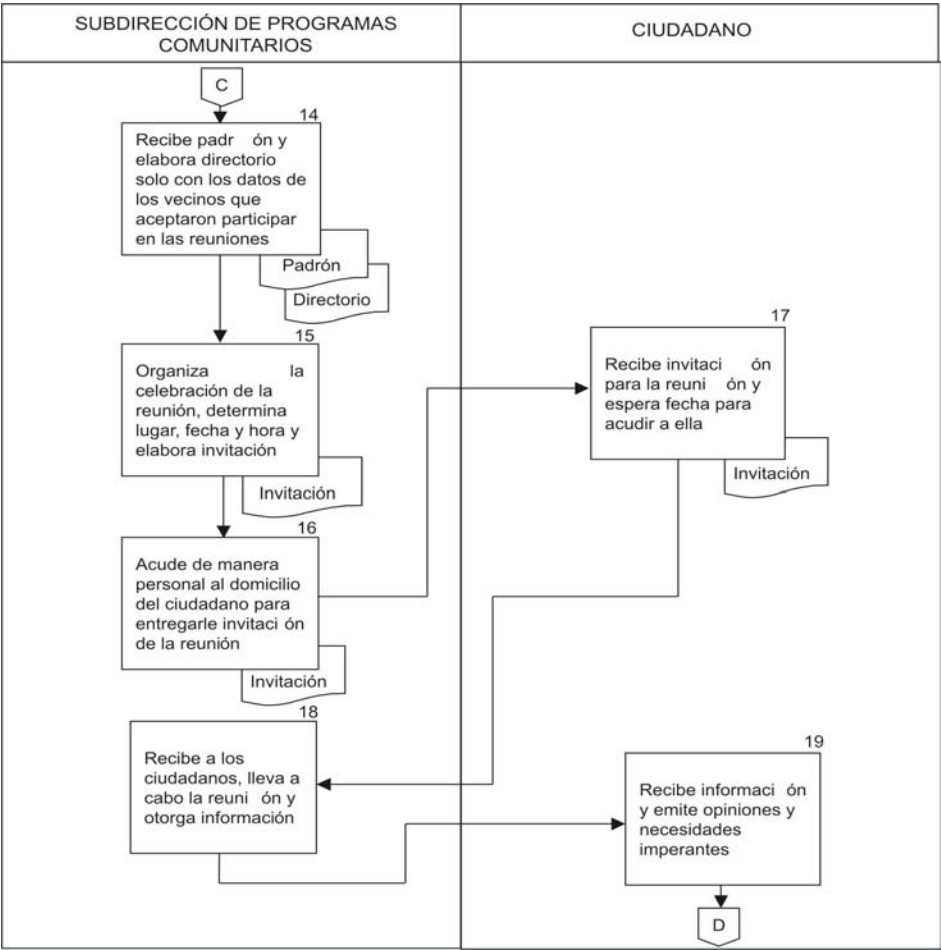 SUBDIRECCIÓN DE PROGRAMAS
COMUNITARIOS
CIUDADANO
C
14
Recibe padr ón y
elabora directorio
solo con los datos de
los vecinos que
aceptaron participar
en las reuniones
Padrón
Directorio
15
Organiza la
celebración de la
reunión, determina
lugar, fecha y hora y
elabora invitación
Invitación
16
Acude de manera
personal al domicilio
del ciudadano para
entregarle invitaci ón
de la reunión
Invitación
17
Recibe invitaci ón
para la reuni ón y
espera fecha para
acudir a ella
Invitación
18
Recibe a los
ciudadanos, lleva a
cabo la reuni ón y
otorga información
19
Recibe informaci ón
y emite opiniones y
necesidades
imperantes
D